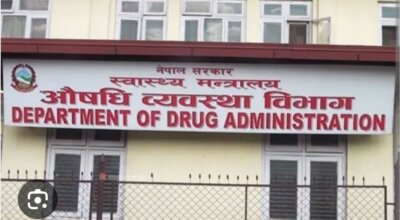 नेपाल सरकार
स्वास्थ्य मन्त्रालय
औषधि व्यवस्था विभाग
DEPARTMENT OF DRUG ADMINISTRATION